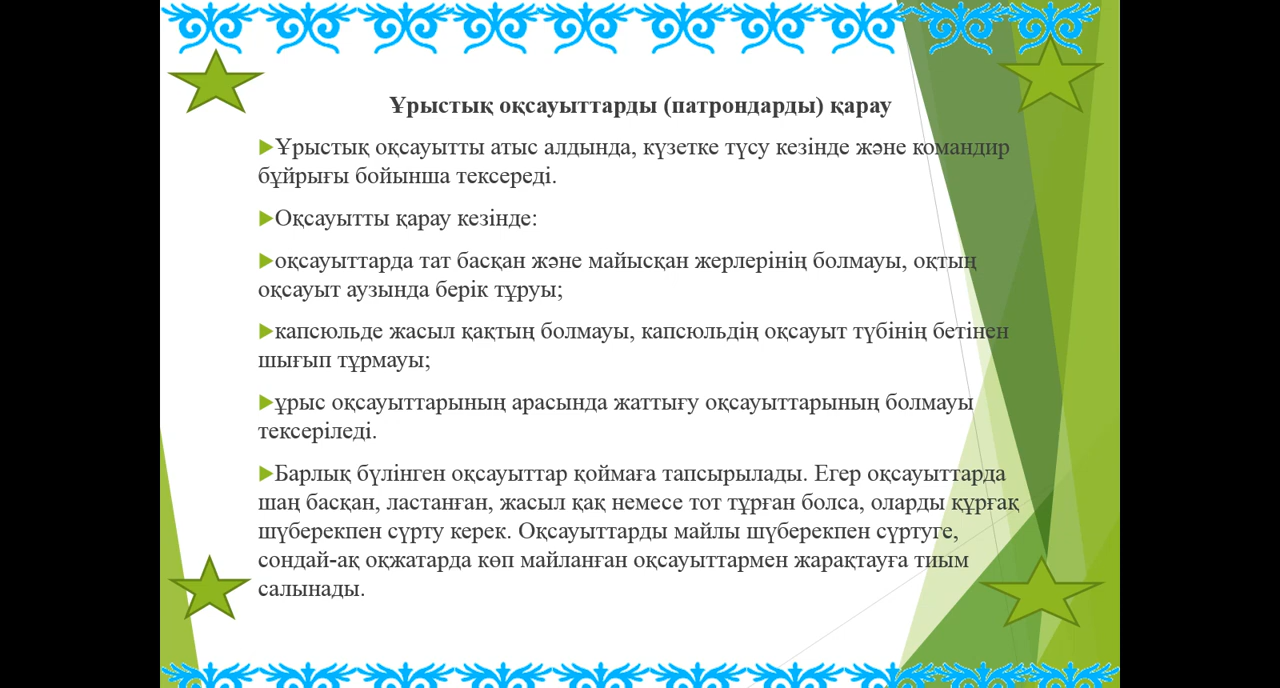 Ұрыстық оқсауыттарды (патрондарды) қарау
Ұрыстық оқсауытты атыс алдында, күзетке түсу кезінде және командир
бұйрығы бойынша тексереді.
Оқсауытты қарау кезінде:
оқсауыттарда тат басқан және майысқан жерлерінің болмауы, оқтың
оқсауыт аузында берік тұруы;
капсюльде жасыл қақтың болмауы, капсюльдің оқсауыт түбінің бетінен
шығып тұрмауы;
ұрыс оқсауыттарының арасында жаттығу оқсауыттарының болмауы
тексеріледі.
Барлық бүлінген оқсауыттар қоймаға тапсырылады. Егер оқсауыттарда
шаң басқан, ластанған, жасыл қақ немесе тот тұрған болса, оларды құрғақ
шүберекпен сүрту керек. Оқсауыттарды майлы шүберекпен сүртуге,
сондай-ақ оқжатарда көп майланған оқсауыттармен жарақтауға тиым
салынады.